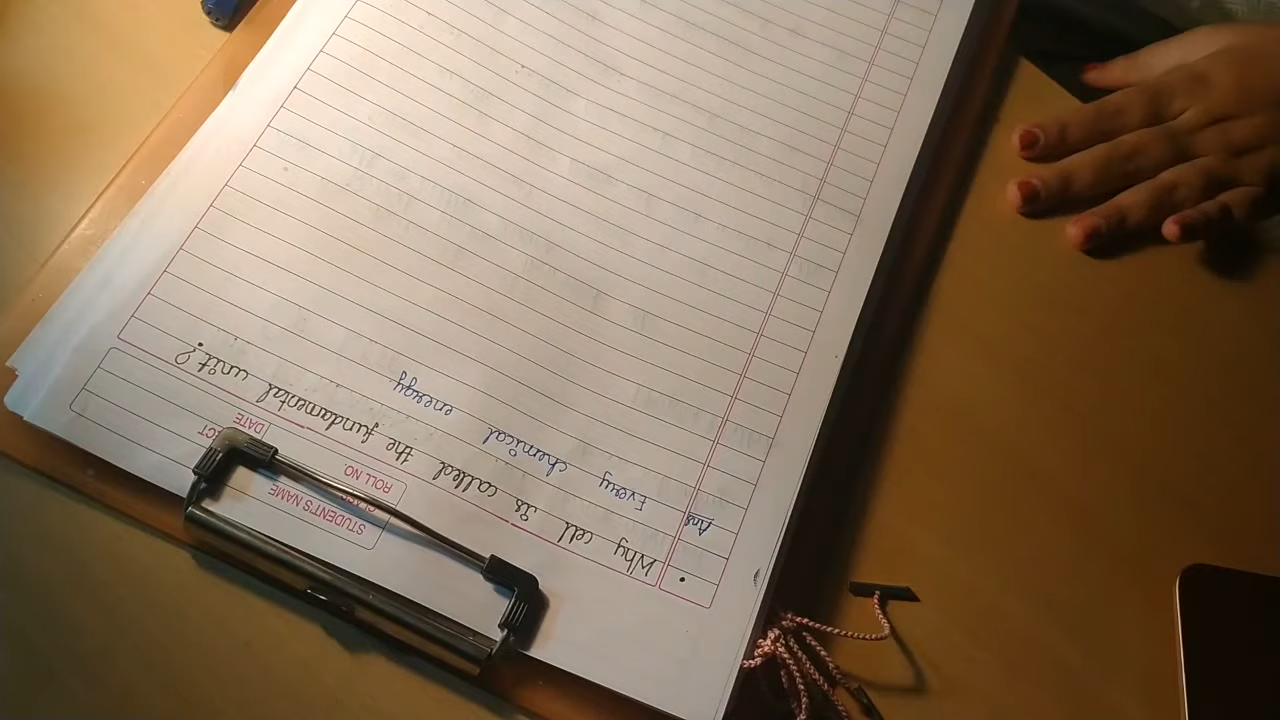 STUDENT'S NAME
ROLL NO.
DATE
• Why cell is called the fundamental unit?
Ans Every chemical energy